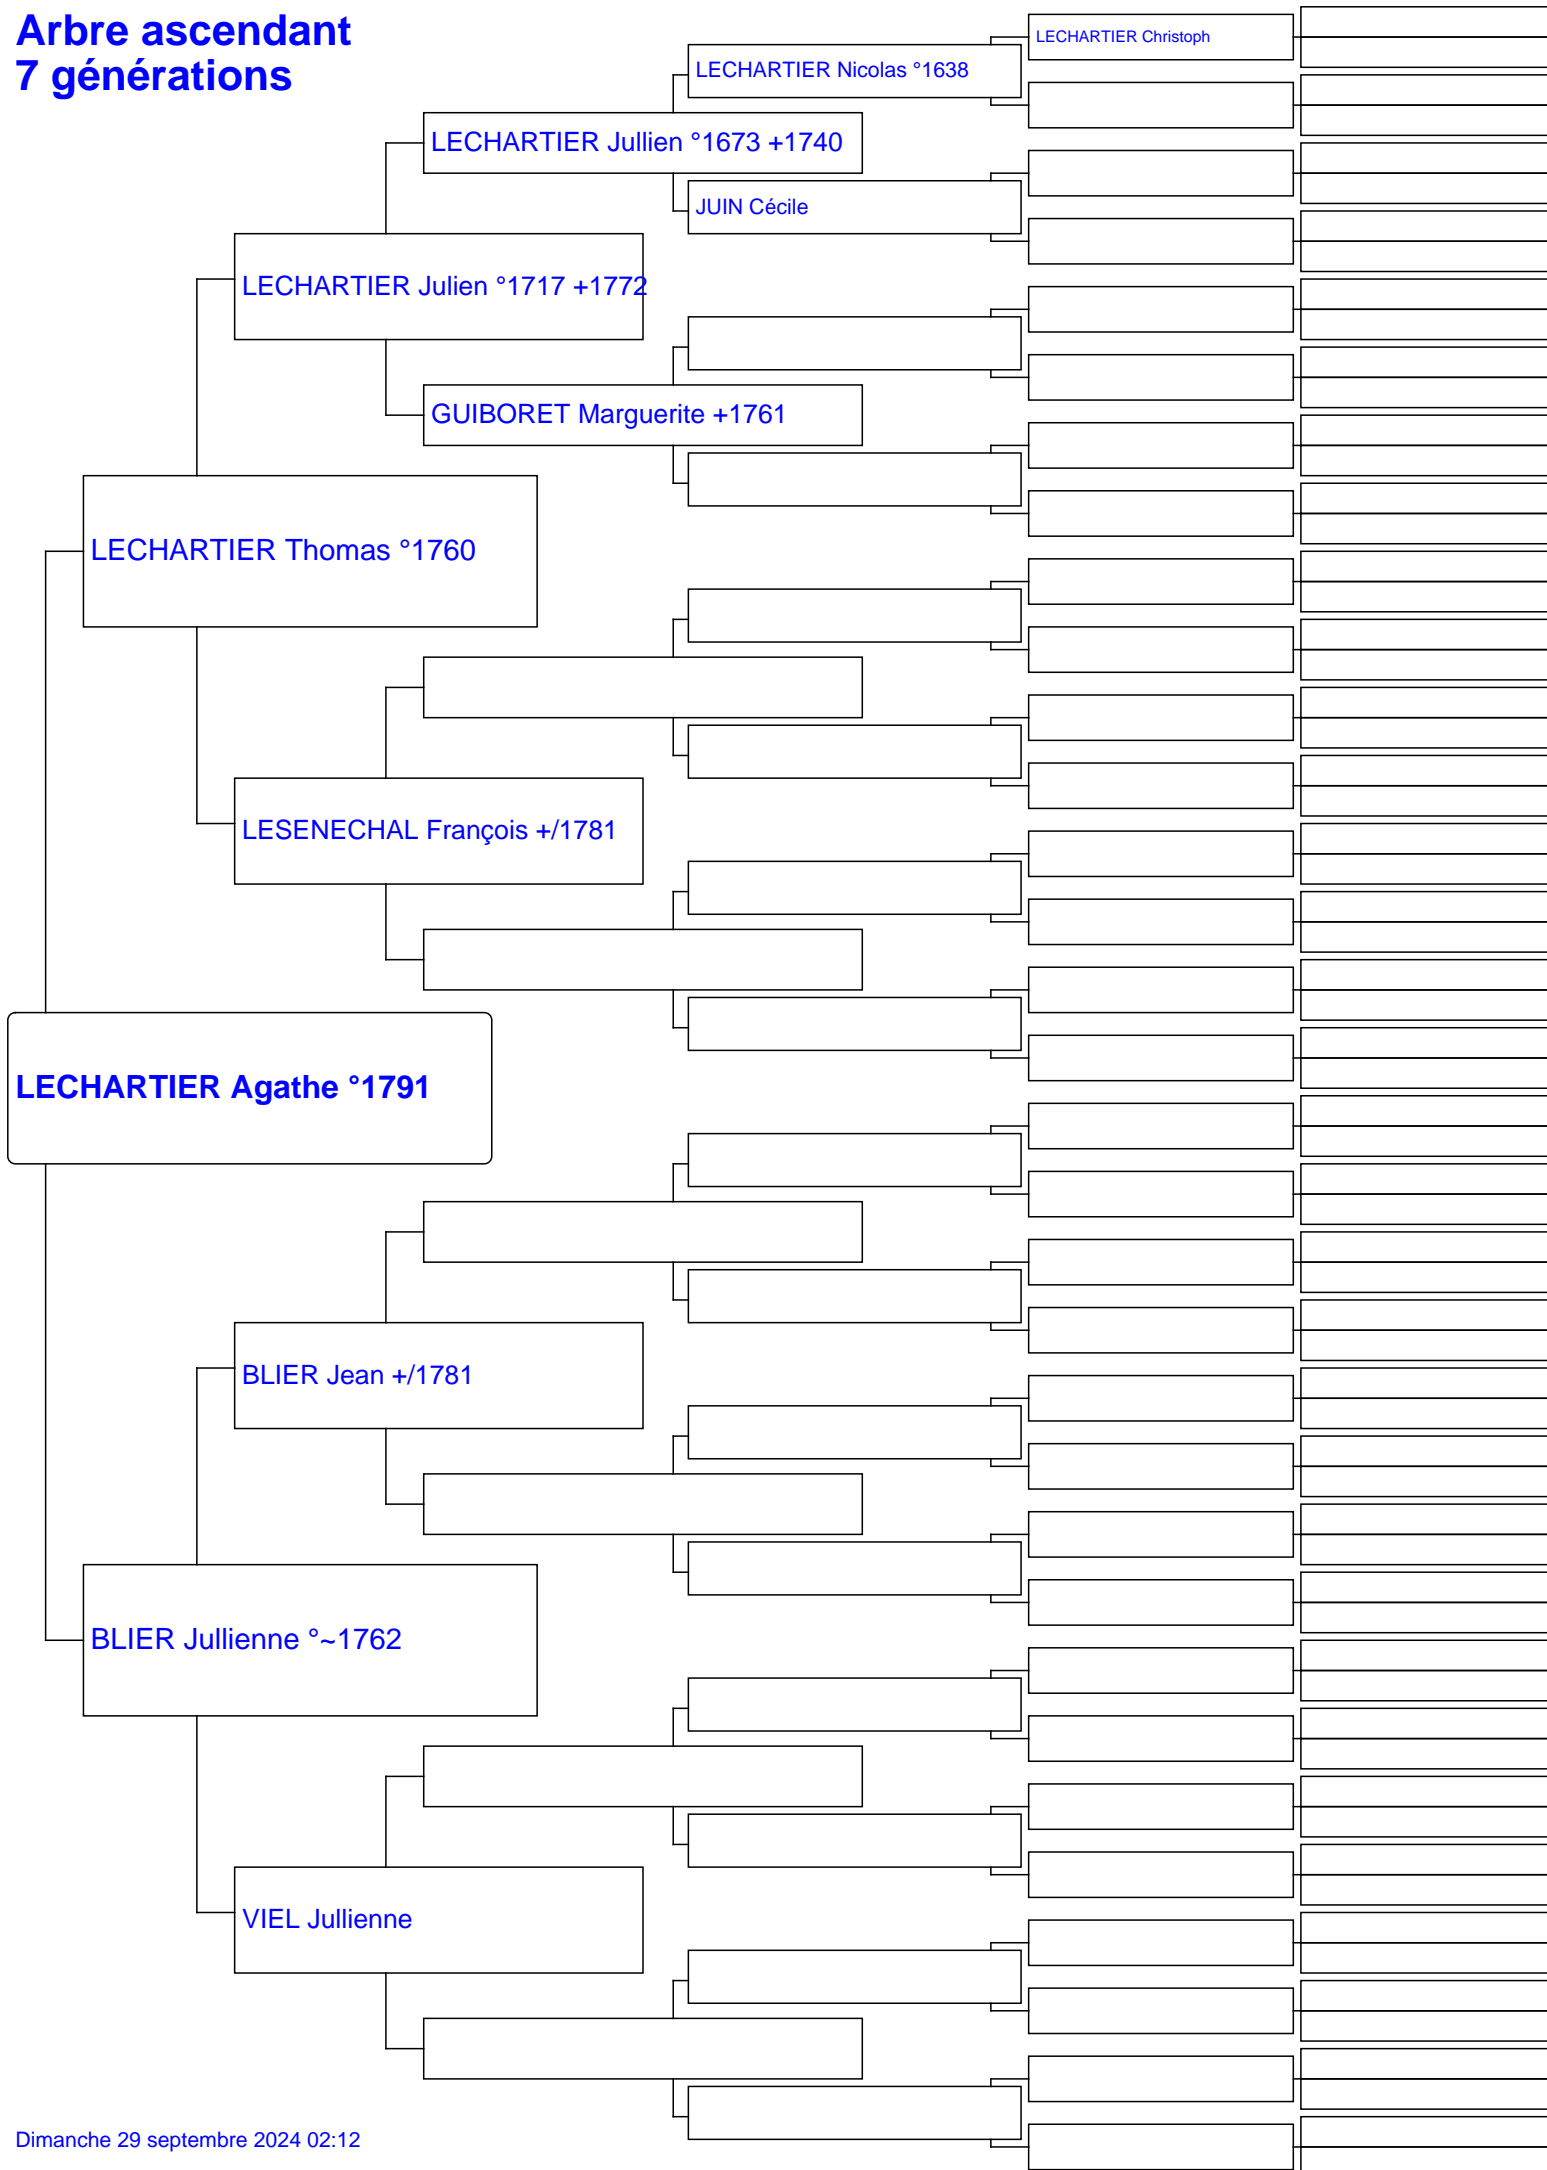 Arbre ascendant
7 générations
LECHARTIER Christoph
LECHARTIER Nicolas °1638
LECHARTIER Jullien °1673 +1740
JUIN Cécile
LECHARTIER Julien °1717 +1772
GUIBORET Marguerite +1761
LECHARTIER Thomas °1760
LESENECHAL François +/1781
LECHARTIER Agathe °1791
BLIER Jean +/1781
BLIER Jullienne °~1762
VIEL Jullienne
Dimanche 29 septembre 2024 02:12